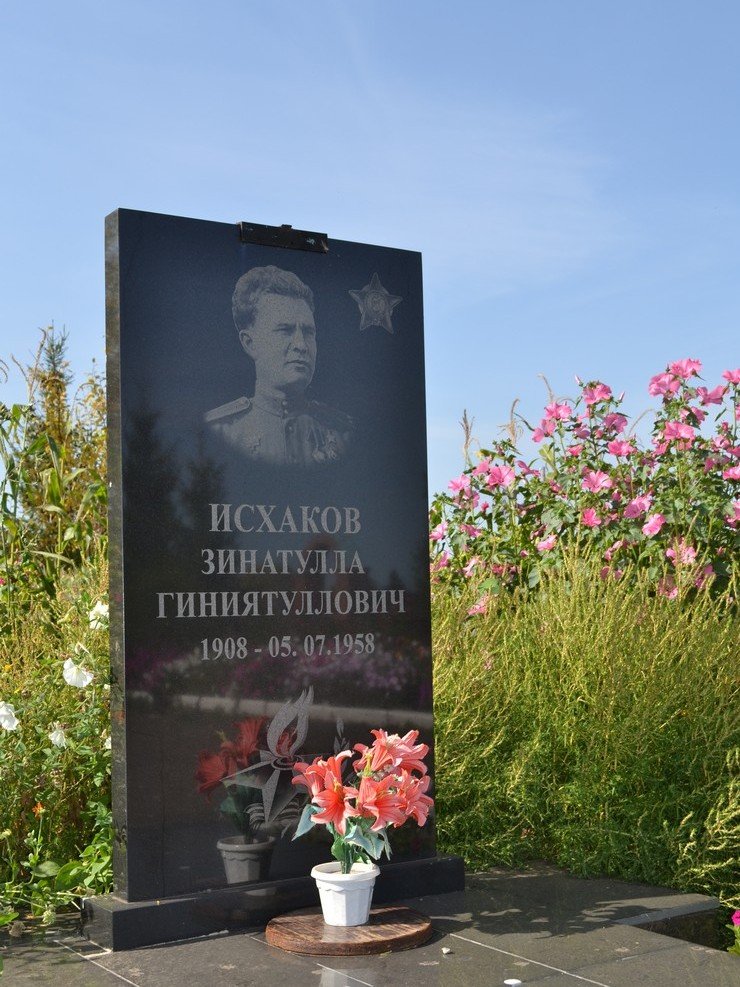 ИСХАКОВ
ЗИНАТУЛЛА
ГИНИЯТУЛЛОВИЧ
1908 - 05. 07.1958